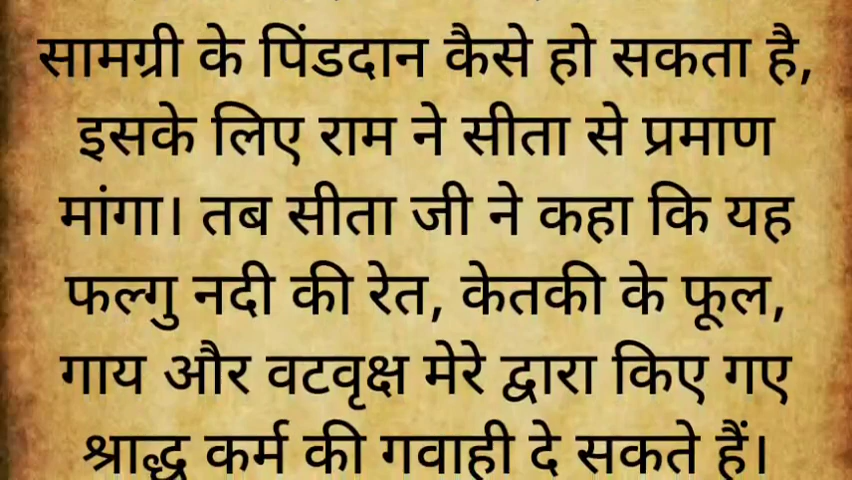 सामग्री के पिंडदान कैसे हो सकता है,
इसके लिए राम ने सीता से प्रमाण
मांगा। तब सीता जी ने कहा कि यह
फल्गु नदी की रेत, केतकी के फूल,
गाय और वटवृक्ष मेरे द्वारा किए गए
श्राद्ध कर्म की गवाही दे सकते हैं।